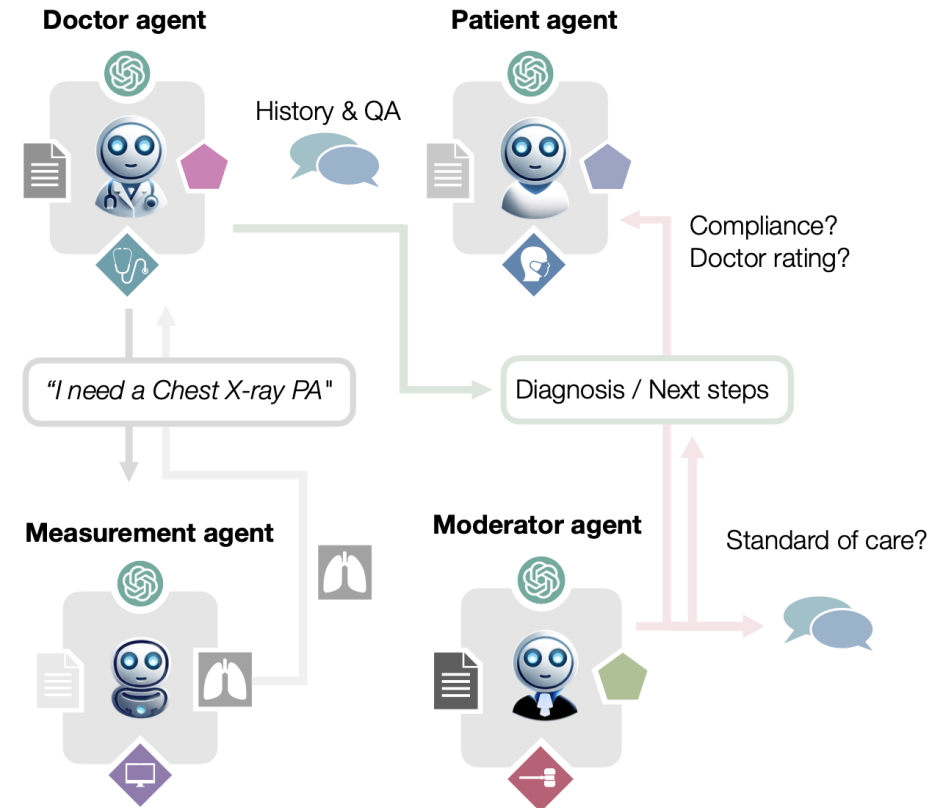 Doctor agent
Patient agent
History & QA
Compliance?
Doctor rating?
“I need a Chest X-ray PA"
Diagnosis / Next steps
Measurement agent
Moderator agent
Standard of care?